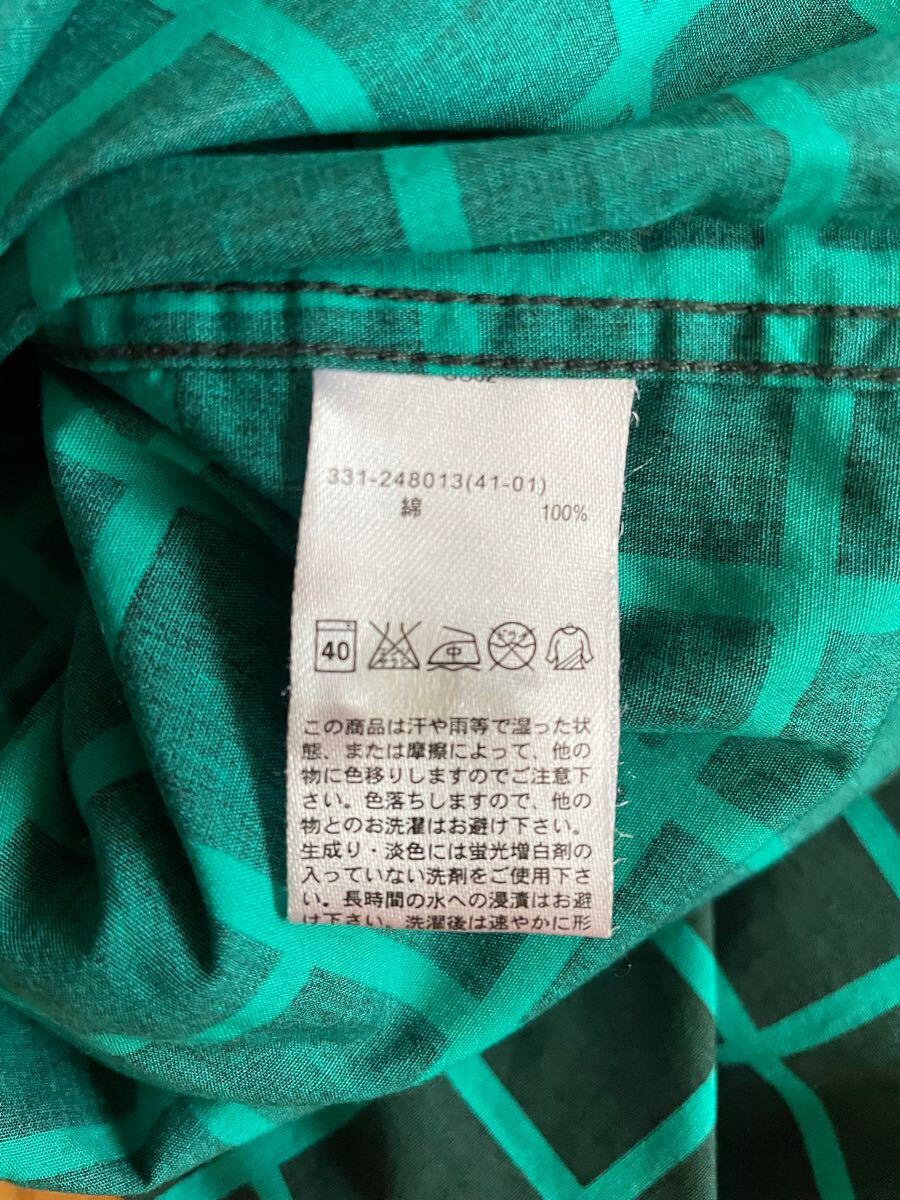 331-248013(41-01)
綿 100%
40 中
この商品は汗や雨等で湿った状
態、または摩擦によって、他の
物に色移りしますのでご注意下
さい。色落ちしますので、他の
物とのお洗濯はお避け下さい。
生成り・淡色には蛍光増白剤の
入っていない洗剤をご使用下さ
い。長時間の水への浸漬はお避
け下さい。洗濯後は速やかに形